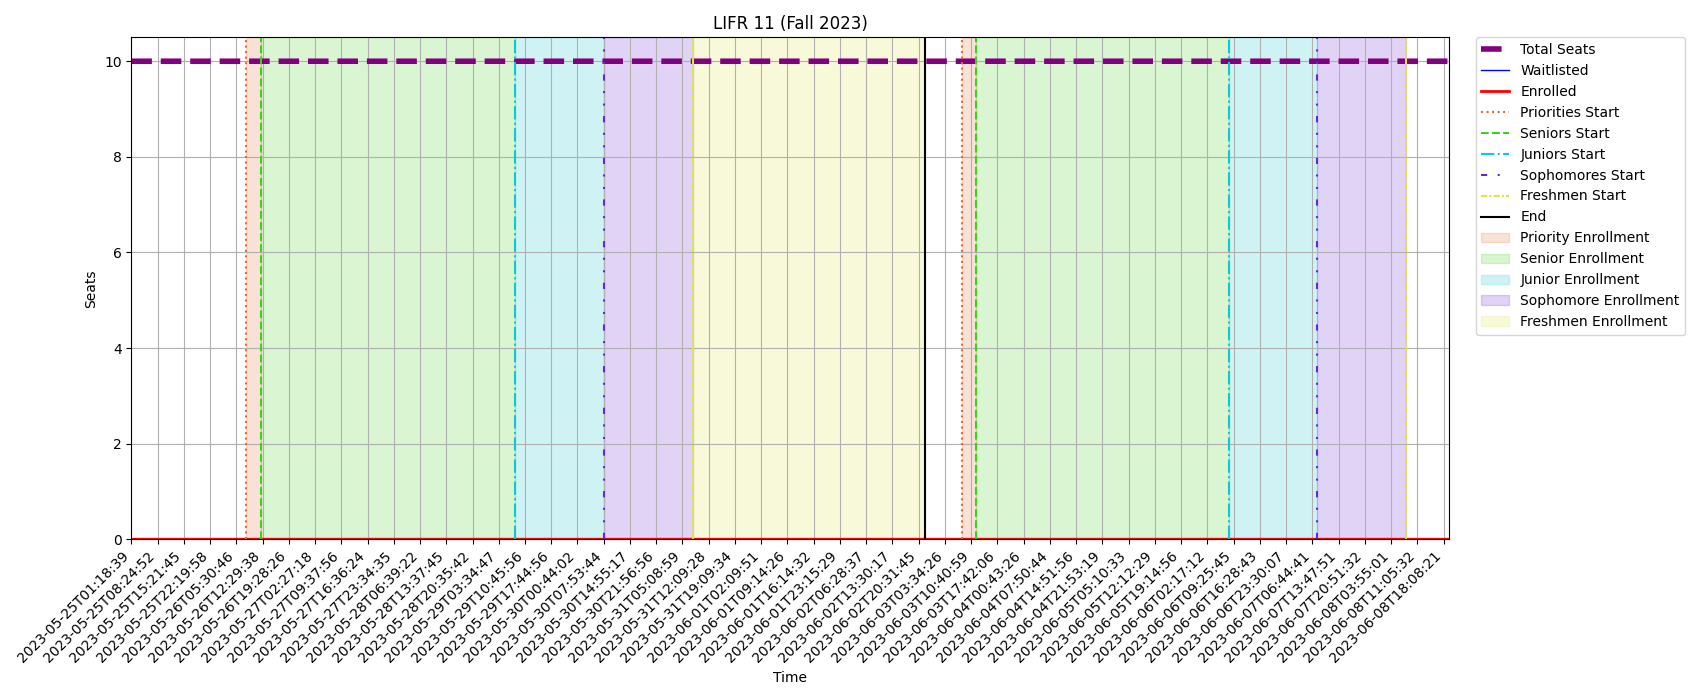 LIFR 11 (Fall 2023)
10
8
6
4
2
0
Seats
2023-05-25T01:18:39
2023-05-25T08:24:52
2023-05-25T15:21:45
2023-05-25T22:19:58
2023-05-26T05:30:46
2023-05-26T12:29:38
2023-05-26T19:28:26
2023-05-27T02:27:18
2023-05-27T09:37:56
2023-05-27T16:36:24
2023-05-27T23:34:35
2023-05-28T06:39:22
2023-05-28T13:37:45
2023-05-28T20:35:42
2023-05-29T03:34:47
2023-05-29T10:45:56
2023-05-29T17:44:56
2023-05-30T00:44:02
2023-05-30T07:53:44
2023-05-30T14:55:17
2023-05-30T21:56:56
2023-05-31T05:08:59
2023-05-31T12:09:28
2023-05-31T19:09:34
2023-06-01T02:09:51
2023-06-01T09:14:26
2023-06-01T16:14:32
2023-06-01T23:15:29
2023-06-02T06:28:37
2023-06-02T13:30:17
2023-06-02T20:31:45
2023-06-03T03:34:26
2023-06-03T10:40:59
2023-06-03T17:42:06
2023-06-04T00:43:26
2023-06-04T07:50:44
2023-06-04T14:51:56
2023-06-04T21:53:19
2023-06-05T05:10:33
2023-06-05T12:12:29
2023-06-05T19:14:56
2023-06-06T02:17:12
2023-06-06T09:25:45
2023-06-06T16:28:43
2023-06-06T23:30:07
2023-06-07T06:44:41
2023-06-07T13:47:51
2023-06-07T20:51:32
2023-06-08T03:55:01
2023-06-08T11:05:32
2023-06-08T18:08:21
Time
Total Seats
Waitlisted
Enrolled
Priorities Start
Seniors Start
Juniors Start
Sophomores Start
Freshmen Start
End
Priority Enrollment
Senior Enrollment
Junior Enrollment
Sophomore Enrollment
Freshmen Enrollment